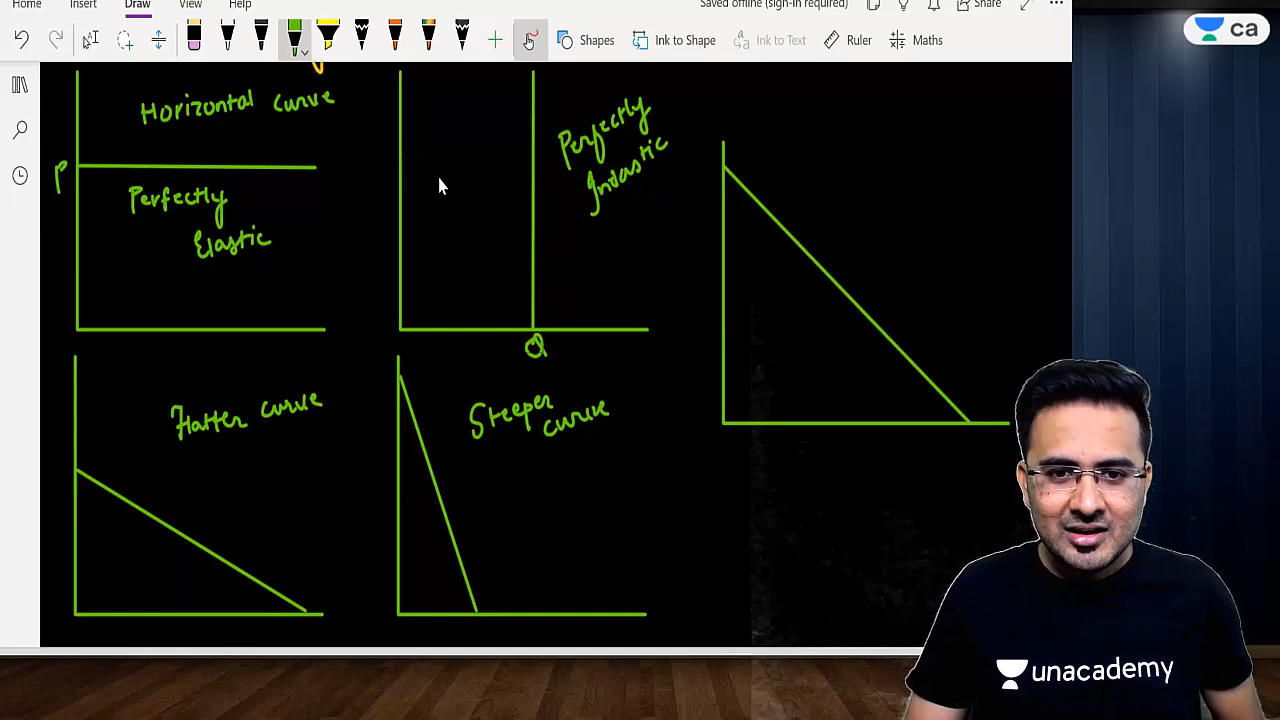 Home Insert Draw View Help
Saved offline (sign-in required)
Share
Shapes
Ink to Shape
Ink to Text
Ruler
Maths
ca
Horizontal curve
P
Perfectly
Elastic
Perfectly
Inelastic
Q
Flatter curve
Steeper
curve
unacademy